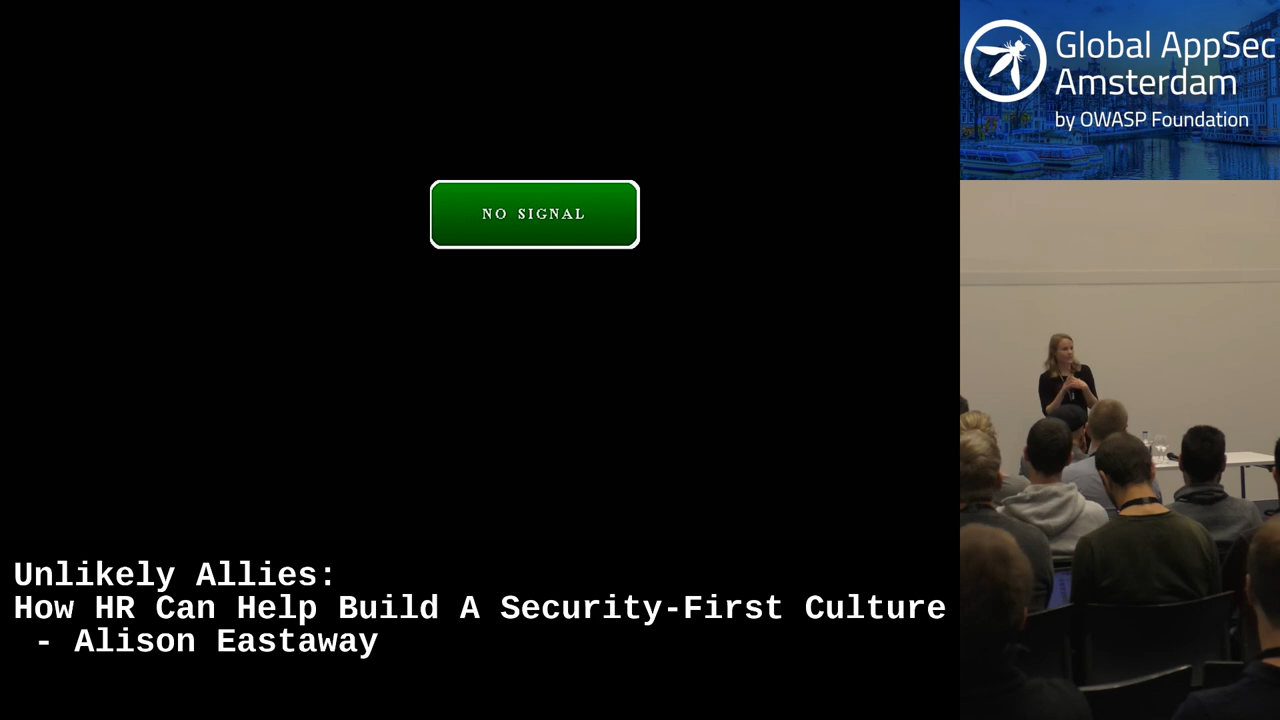 NO SIGNAL
Global AppSec
Amsterdam
by OWASP Foundation
Unlikely Allies:
How HR Can Help Build A Security-First Culture
- Alison Eastaway